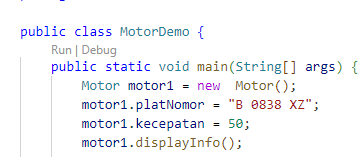 public class MotorDemo {
Run | Debug
public static void main(String[] args) {
Motor motor1 = new  Motor();
motor1.platNomor = "B 0838 XZ";
motor1.kecepatan = 50;
motor1.displayInfo();